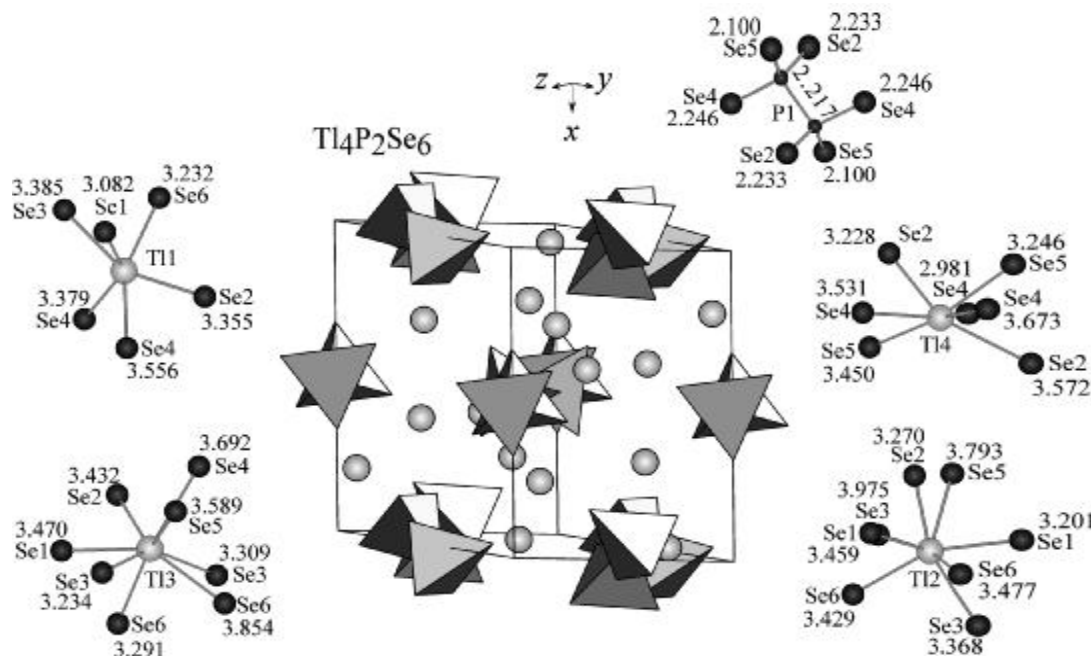 2.100
2.233
Se5
Se2
z
y
x
2.217
Se4
2.246
P1
2.246
Se4
Se2
2.233
Se5
2.100
Tl4P2Se6
3.385
Se3
3.082
Sc1
3.232
Se6
Tl1
3.379
Se4
Se2
3.355
Se4
3.556
3.228
Se2
3.246
Se5
2.981
Se4
3.531
Se4
Se4
3.673
Tl4
Se5
3.450
Se2
3.572
3.692
Se4
3.432
Se2
3.589
Se5
3.470
Se1
3.309
Se3
Tl3
Se3
3.234
Se6
3.854
Se6
3.291
3.270
Se2
3.793
Se5
3.975
Se3
Se1
3.459
3.201
Se1
Tl2
Se6
3.477
Se6
3.429
Se3
3.368